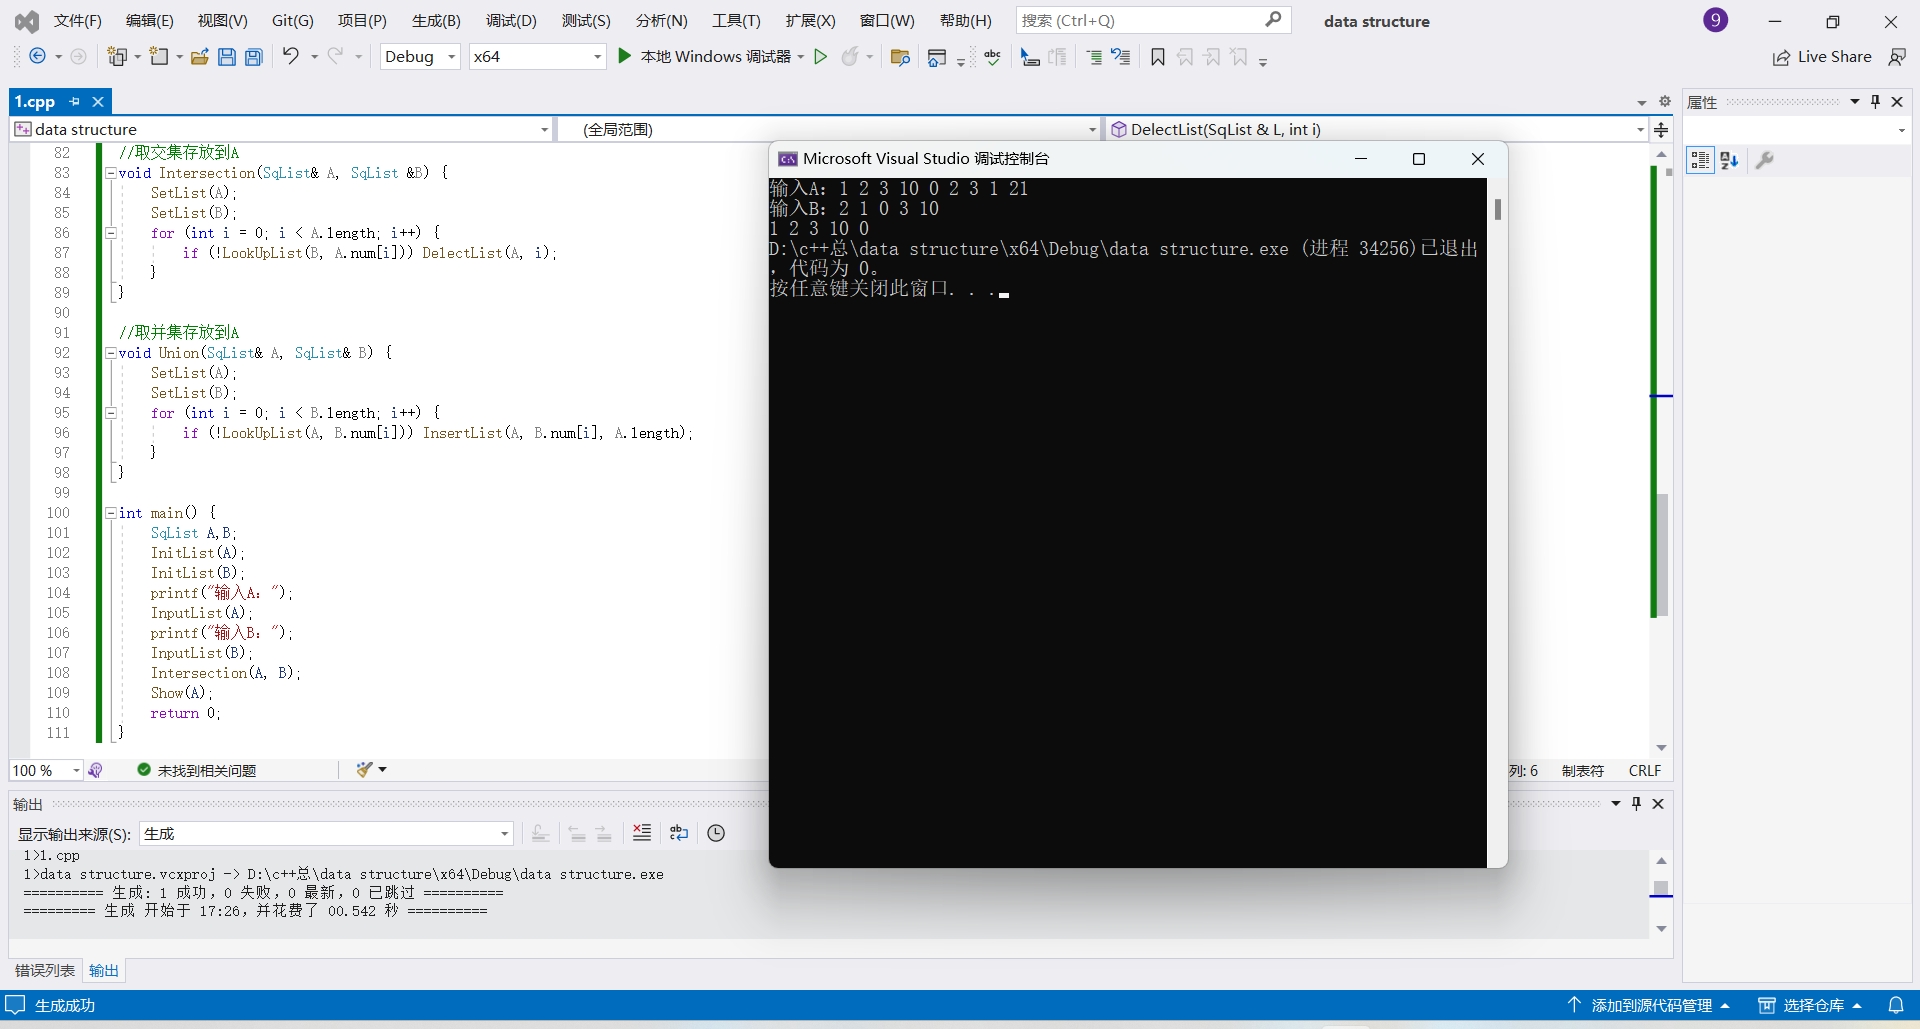 文件(F) 编辑(E) 视图(V) Git(G) 项目(P) 生成(B) 调试(D) 测试(S) 分析(N) 工具(T) 扩展(X) 窗口(W) 帮助(H) 搜索 (Ctrl+Q) data structure 9
Debug x64 本地 Windows 调试器 abc Live Share
1.cpp
data structure (全局范围) DelectList(SqList & L, int i)
属性
82 //取交集存放到A
83 void Intersection(SqList& A, SqList &B) {
84 SetList(A);
85 SetList(B);
86 for (int i = 0; i < A.length; i++) {
87 if (!LookUpList(B, A.num[i])) DelectList(A, i);
88 }
89 }
90
91 //取并集存放到A
92 void Union(SqList& A, SqList& B) {
93 SetList(A);
94 SetList(B);
95 for (int i = 0; i < B.length; i++) {
96 if (!LookUpList(A, B.num[i])) InsertList(A, B.num[i], A.length);
97 }
98 }
99
100 int main() {
101 SqList A,B;
102 InitList(A);
103 InitList(B);
104 printf("输入A: ");
105 InputList(A);
106 printf("输入B: ");
107 InputList(B);
108 Intersection(A, B);
109 Show(A);
110 return 0;
111 }
Microsoft Visual Studio 调试控制台
输入A: 1 2 3 10 0 2 3 1 21
输入B: 2 1 0 3 10
1 2 3 10 0
D:\c++总\data structure\x64\Debug\data structure.exe (进程 34256)已退出
，代码为 0。
按任意键关闭此窗口. . .
100 % 未找到相关问题 列: 6 制表符 CRLF
输出
显示输出来源(S): 生成
1>1.cpp
1>data structure.vcxproj -> D:\c++总\data structure\x64\Debug\data structure.exe
========== 生成: 1 成功，0 失败，0 最新，0 已跳过 ==========
========= 生成 开始于 17:26，并花费了 00.542 秒 ==========
错误列表 输出
生成成功 添加到源代码管理 选择仓库